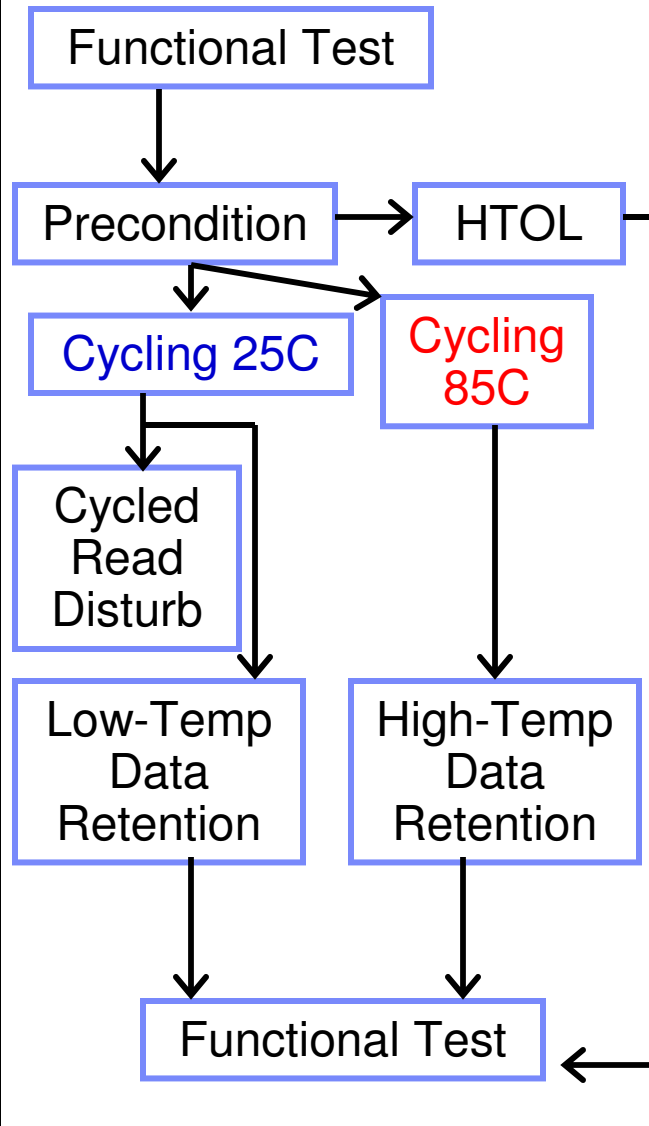 Functional Test
Precondition
HTOL
Cycling 25C
Cycling
85C
Cycled
Read
Disturb
Low-Temp
Data
Retention
High-Temp
Data
Retention
Functional Test